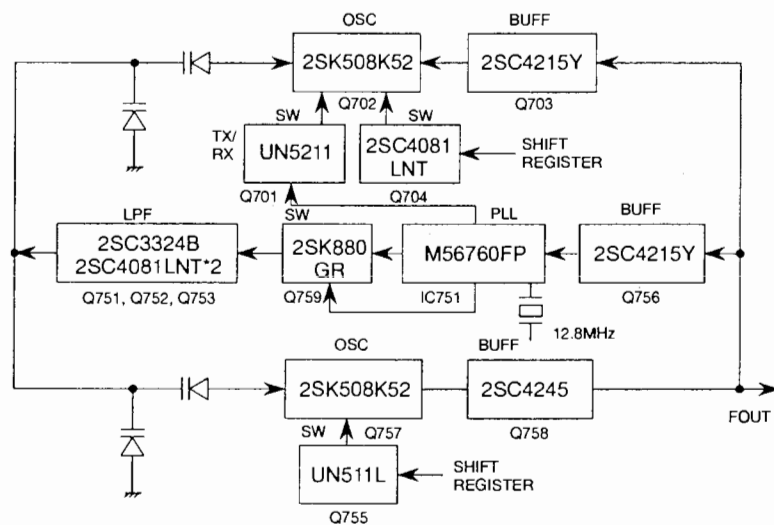 OSC
BUFF
2SK508K52
2SC4215Y
Q702
Q703
SW
SW
TX/
RX
UN5211
2SC4081
LNT
SHIFT
REGISTER
Q701
Q704
LPF
SW
PLL
BUFF
2SC3324B
2SC4081LNT*2
2SK880
GR
M56760FP
2SC4215Y
Q751, Q752, Q753
Q759
IC751
Q756
12.8MHz
OSC
BUFF
2SK508K52
2SC4245
FOUT
SW
Q757
Q758
UN511L
SHIFT
REGISTER
Q755